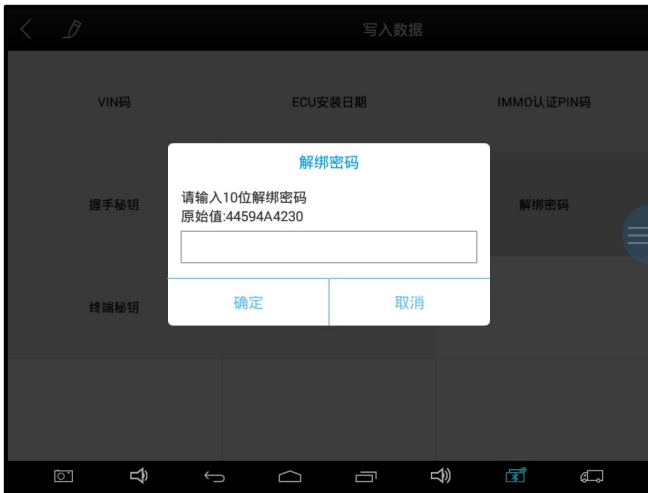 写入数据
VIN码
ECU安装日期
IMMO认证PIN码
解绑密码
请输入10位解绑密码
原始值:44594A4230
握手秘钥
解绑密码
确定
取消
终端秘钥